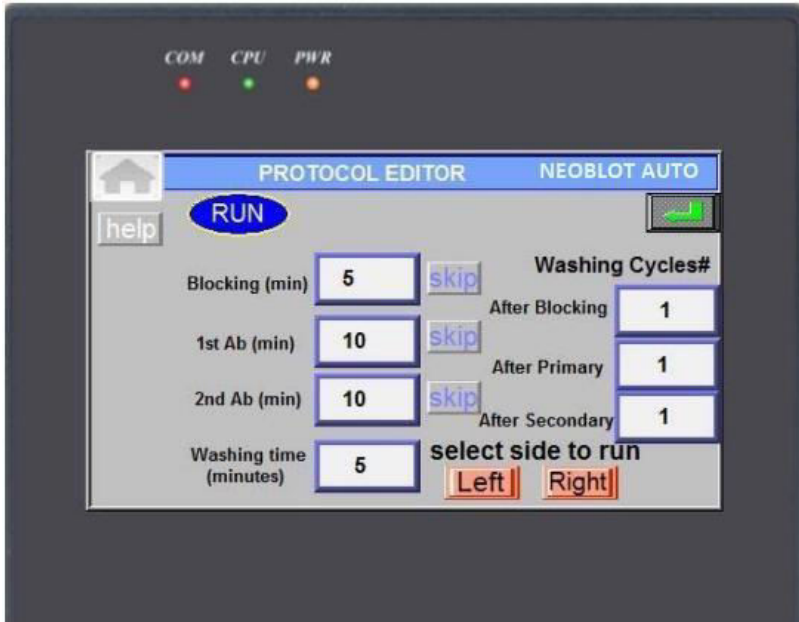 COM CPU PWR
PROTOCOL EDITOR NEOBLOT AUTO
help
RUN
Washing Cycles#
Blocking (min) 5 skip
After Blocking 1
1st Ab (min) 10 skip
After Primary 1
2nd Ab (min) 10 skip
After Secondary 1
Washing time
(minutes) 5
select side to run
Left Right